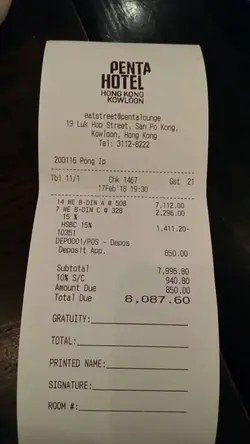 PENTA
HOTEL
HONG KONG
KOWLOON
eatstreet@pentalounge
19 Luk Hop Street, San Po Kong,
Kowloon, Hong Kong
Tel: 3112-8222
200116 Pong Ip
Tbl 11/1 Chk 1467 Gst 21
17Feb'18 19:30
14 WE B-DIN A @ 508 7,112.00
7 WE B-DIN C @ 328 2,296.00
15 %
HSBC 15% 1,411.20-
10351
DEP0001/POS - Depos
Deposit App. 850.00
Subtotal 7,996.80
10% S/C 940.80
Amount Due 850.00
Total Due 8,087.60
GRATUITY:
TOTAL:
PRINTED NAME:
SIGNATURE:
ROOM #: